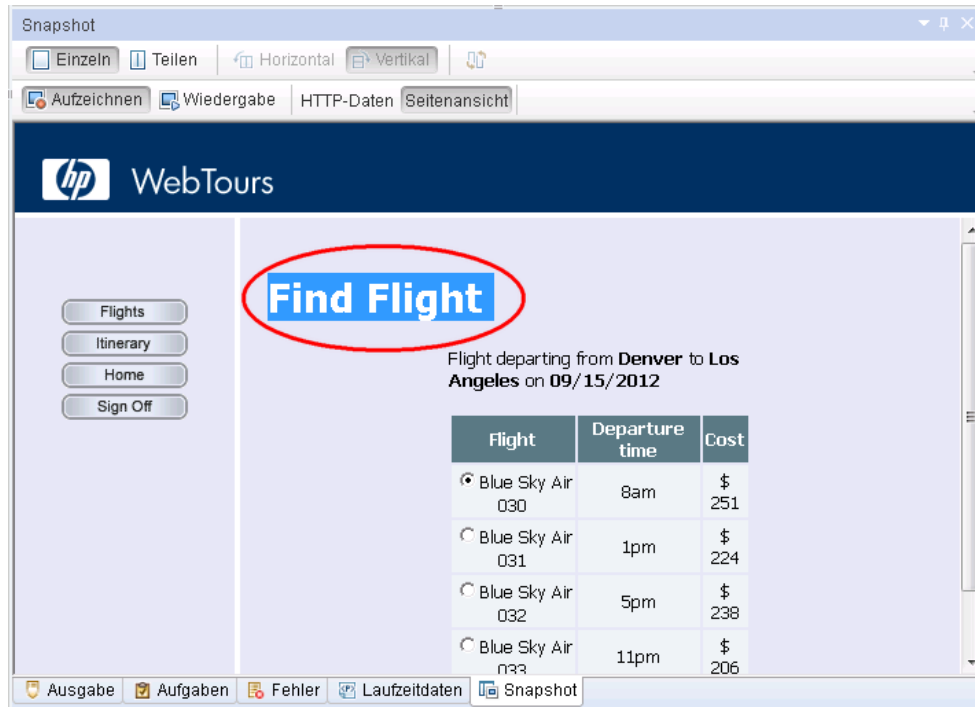 Snapshot
Einzeln Teilen Horizontal Vertikal
Aufzeichnen Wiedergabe HTTP-Daten Seitenansicht
hp WebTours
Flights
Itinerary
Home
Sign Off
Find Flight
Flight departing from Denver to Los
Angeles on 09/15/2012
Flight Departure time Cost
Blue Sky Air 030 8am $ 251
Blue Sky Air 031 1pm $ 224
Blue Sky Air 032 5pm $ 238
Blue Sky Air 033 11pm $ 206
Ausgabe Aufgaben Fehler Laufzeitdaten Snapshot